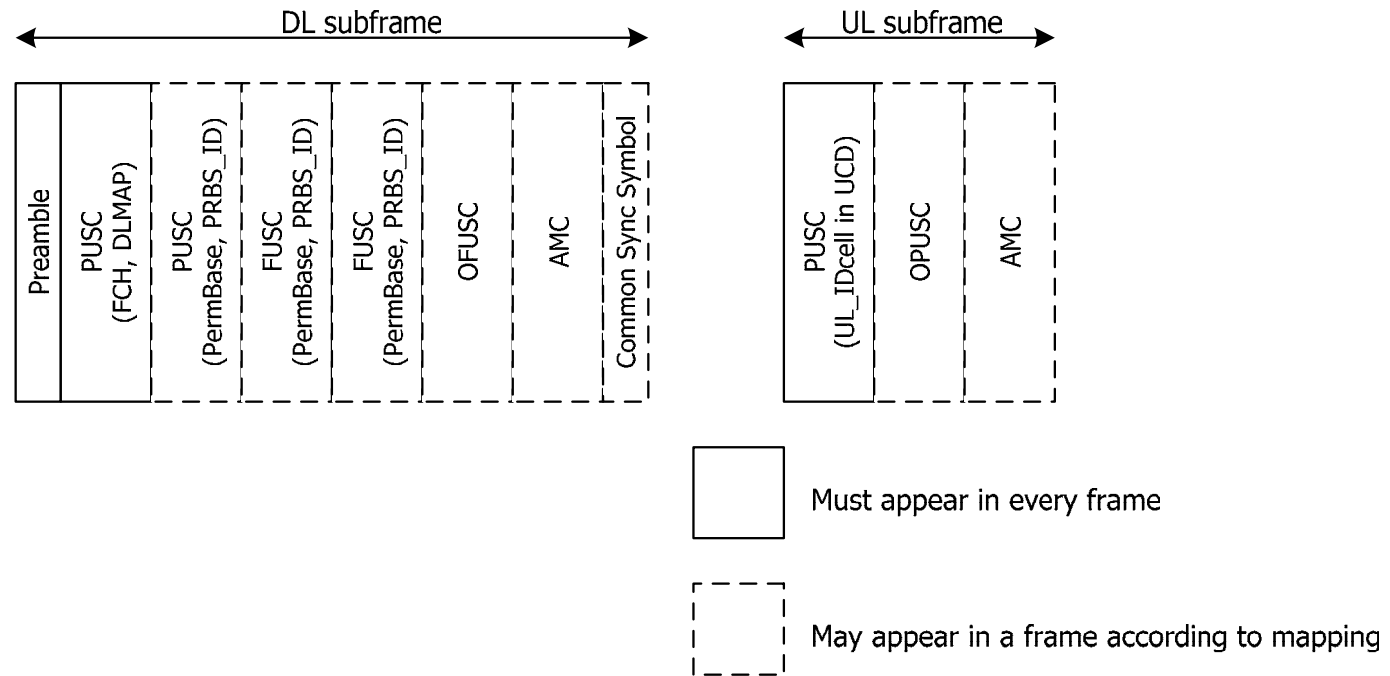 DL subframe
UL subframe
Preamble
PUSC
(FCH, DLMAP)
PUSC
(PermBase, PRBS_ID)
FUSC
(PermBase, PRBS_ID)
FUSC
(PermBase, PRBS_ID)
OFUSC
AMC
Common Sync Symbol
PUSC
(UL_IDcell in UCD)
OPUSC
AMC
Must appear in every frame
May appear in a frame according to mapping